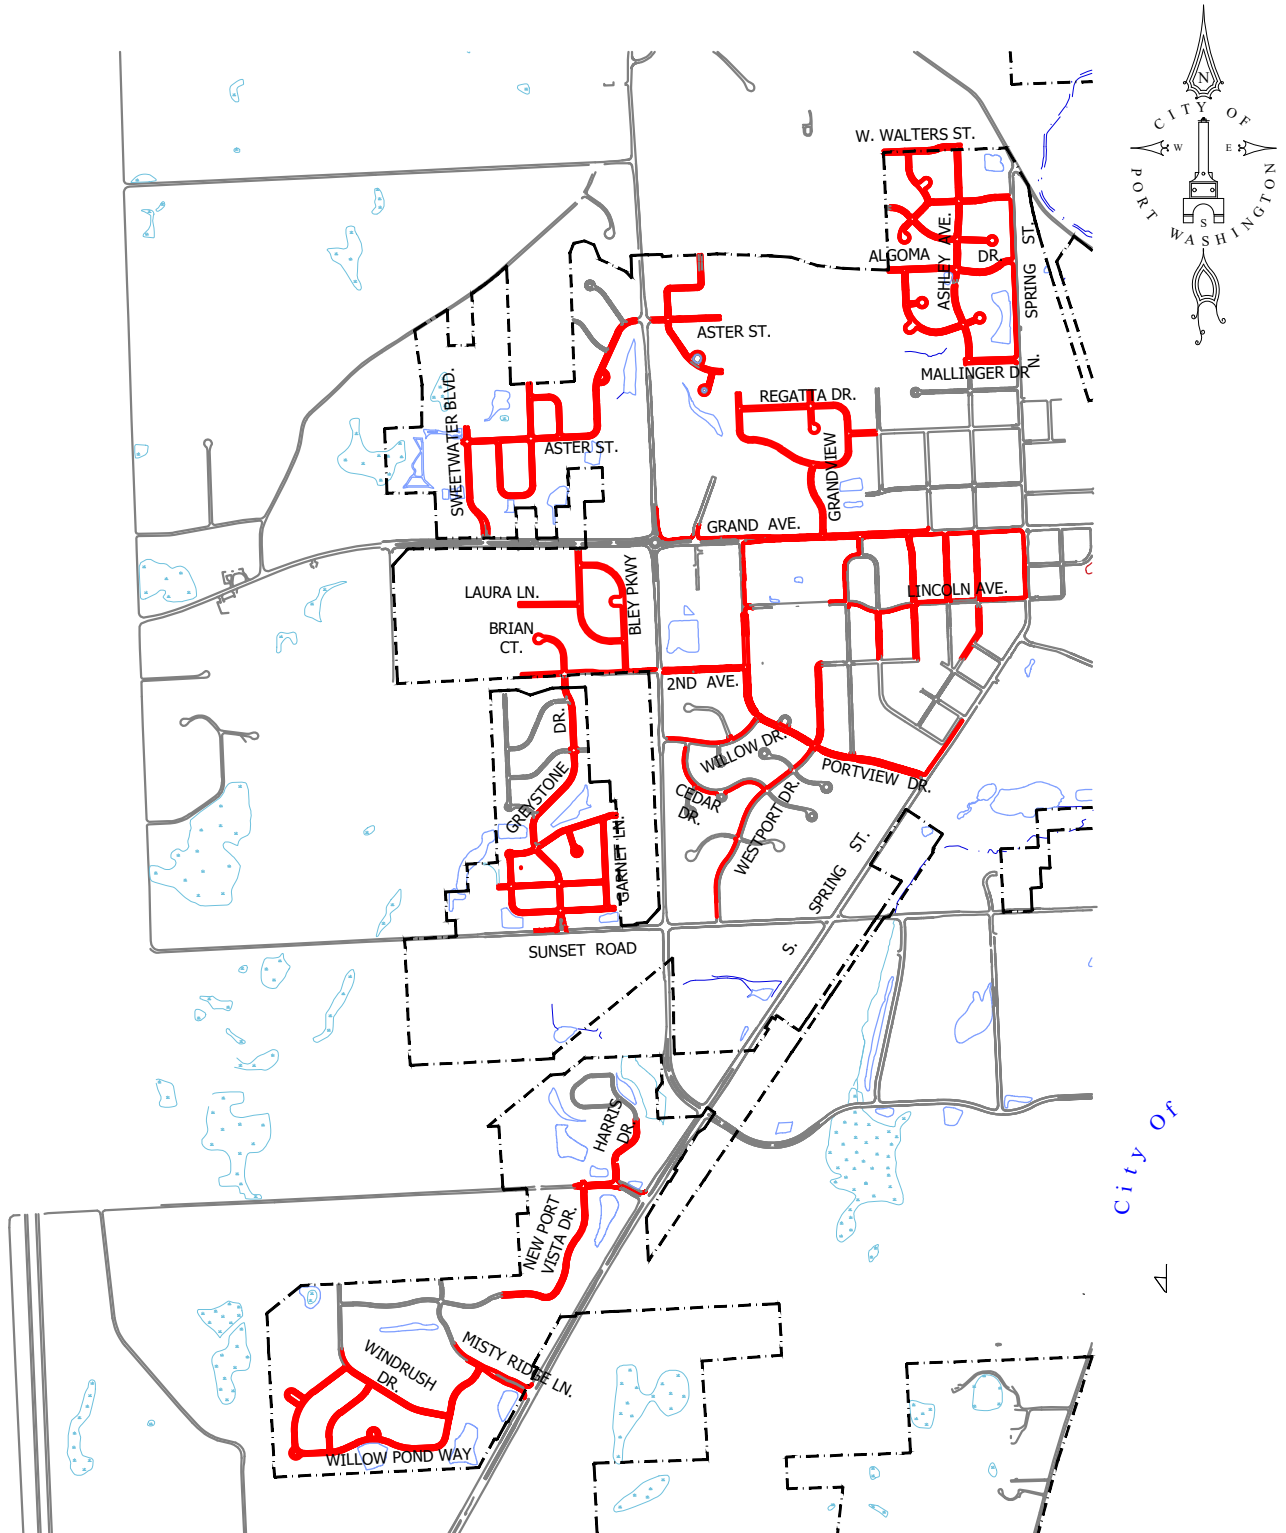 N
CITY OF
W E
PORT
S
WASHINGTON
W. WALTERS ST.
ASHLEY AVE.
ALGOMA DR.
N. SPRING ST.
ASTER ST.
MALLINGER DR
REGATTA DR.
SWEETWATER BLVD.
ASTER ST.
GRANDVIEW
GRAND AVE.
LAURA LN.
BLEY PKWY
LINCOLN AVE.
BRIAN
CT.
2ND AVE.
GREYSTONE DR.
WILLOW DR.
PORTVIEW DR.
CEDAR
DR.
WESTPORT DR.
GARNET LN.
S. SPRING ST.
SUNSET ROAD
HARRIS
DR.
City Of
NEW PORT
VISTA DR.
MISTY RIDGE LN.
WINDRUSH
DR.
WILLOW POND WAY